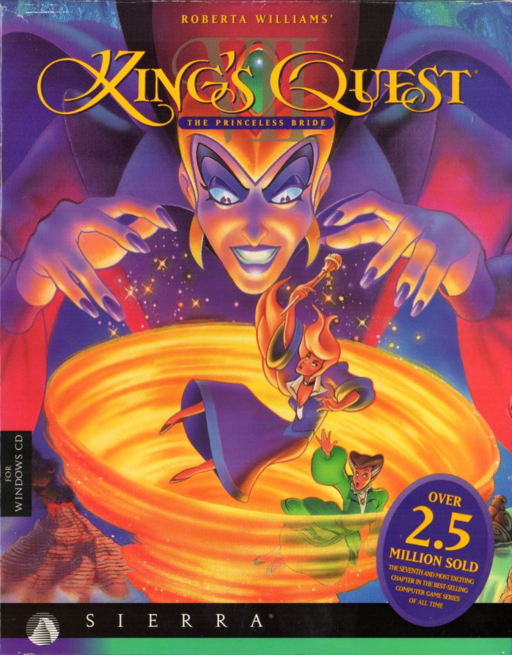 ROBERTA WILLIAMS'
VII
KING'S QUEST®
THE PRINCELESS BRIDE
FOR
WINDOWS CD
OVER
2.5
MILLION SOLD
THE SEVENTH AND MOST EXCITING
CHAPTER IN THE BEST-SELLING
COMPUTER GAME SERIES
OF ALL TIME
SIERRA®